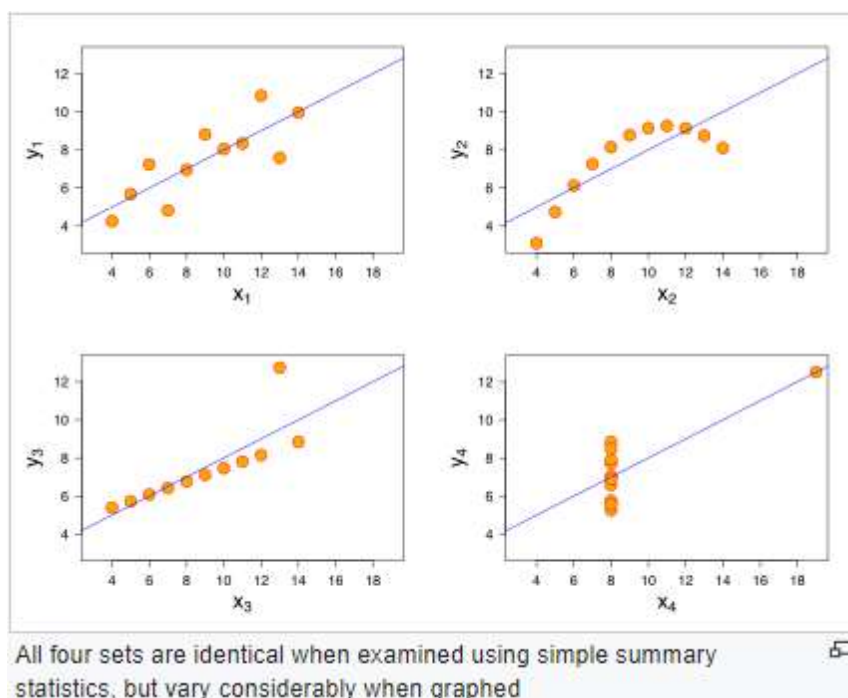 12
10
8
6
4
y1
4 6 8 10 12 14 16 18
x1
12
10
8
6
4
y2
4 6 8 10 12 14 16 18
x2
12
10
8
6
4
y3
4 6 8 10 12 14 16 18
x3
12
10
8
6
4
y4
4 6 8 10 12 14 16 18
x4
All four sets are identical when examined using simple summary
statistics, but vary considerably when graphed